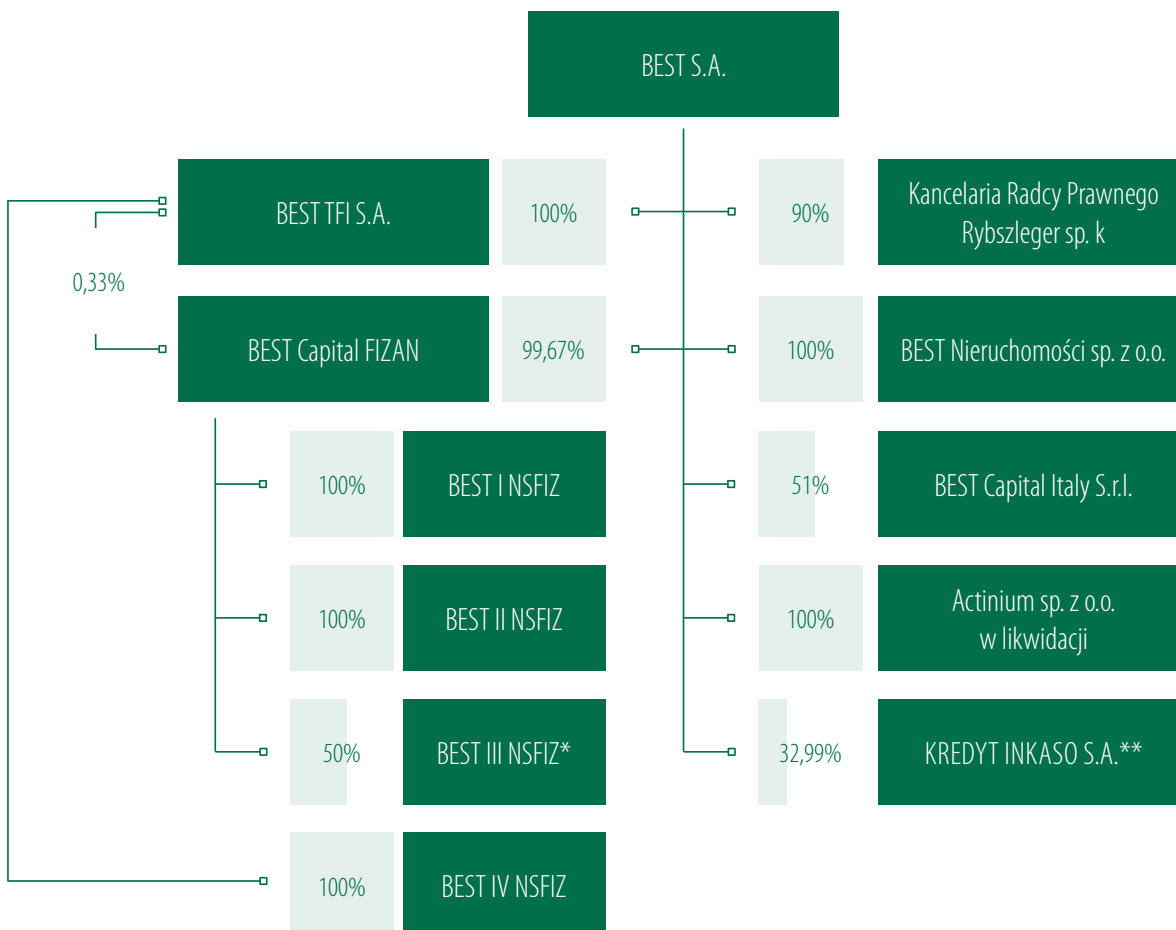 BEST S.A.
BEST TFI S.A.
100%
90%
Kancelaria Radcy Prawnego
Rybszleger sp. k
0,33%
BEST Capital FIZAN
99,67%
100%
BEST Nieruchomości sp. z o.o.
100%
BEST I NSFIZ
51%
BEST Capital Italy S.r.l.
100%
BEST II NSFIZ
100%
Actinium sp. z o.o.
w likwidacji
50%
BEST III NSFIZ*
32,99%
KREDYT INKASO S.A.**
100%
BEST IV NSFIZ